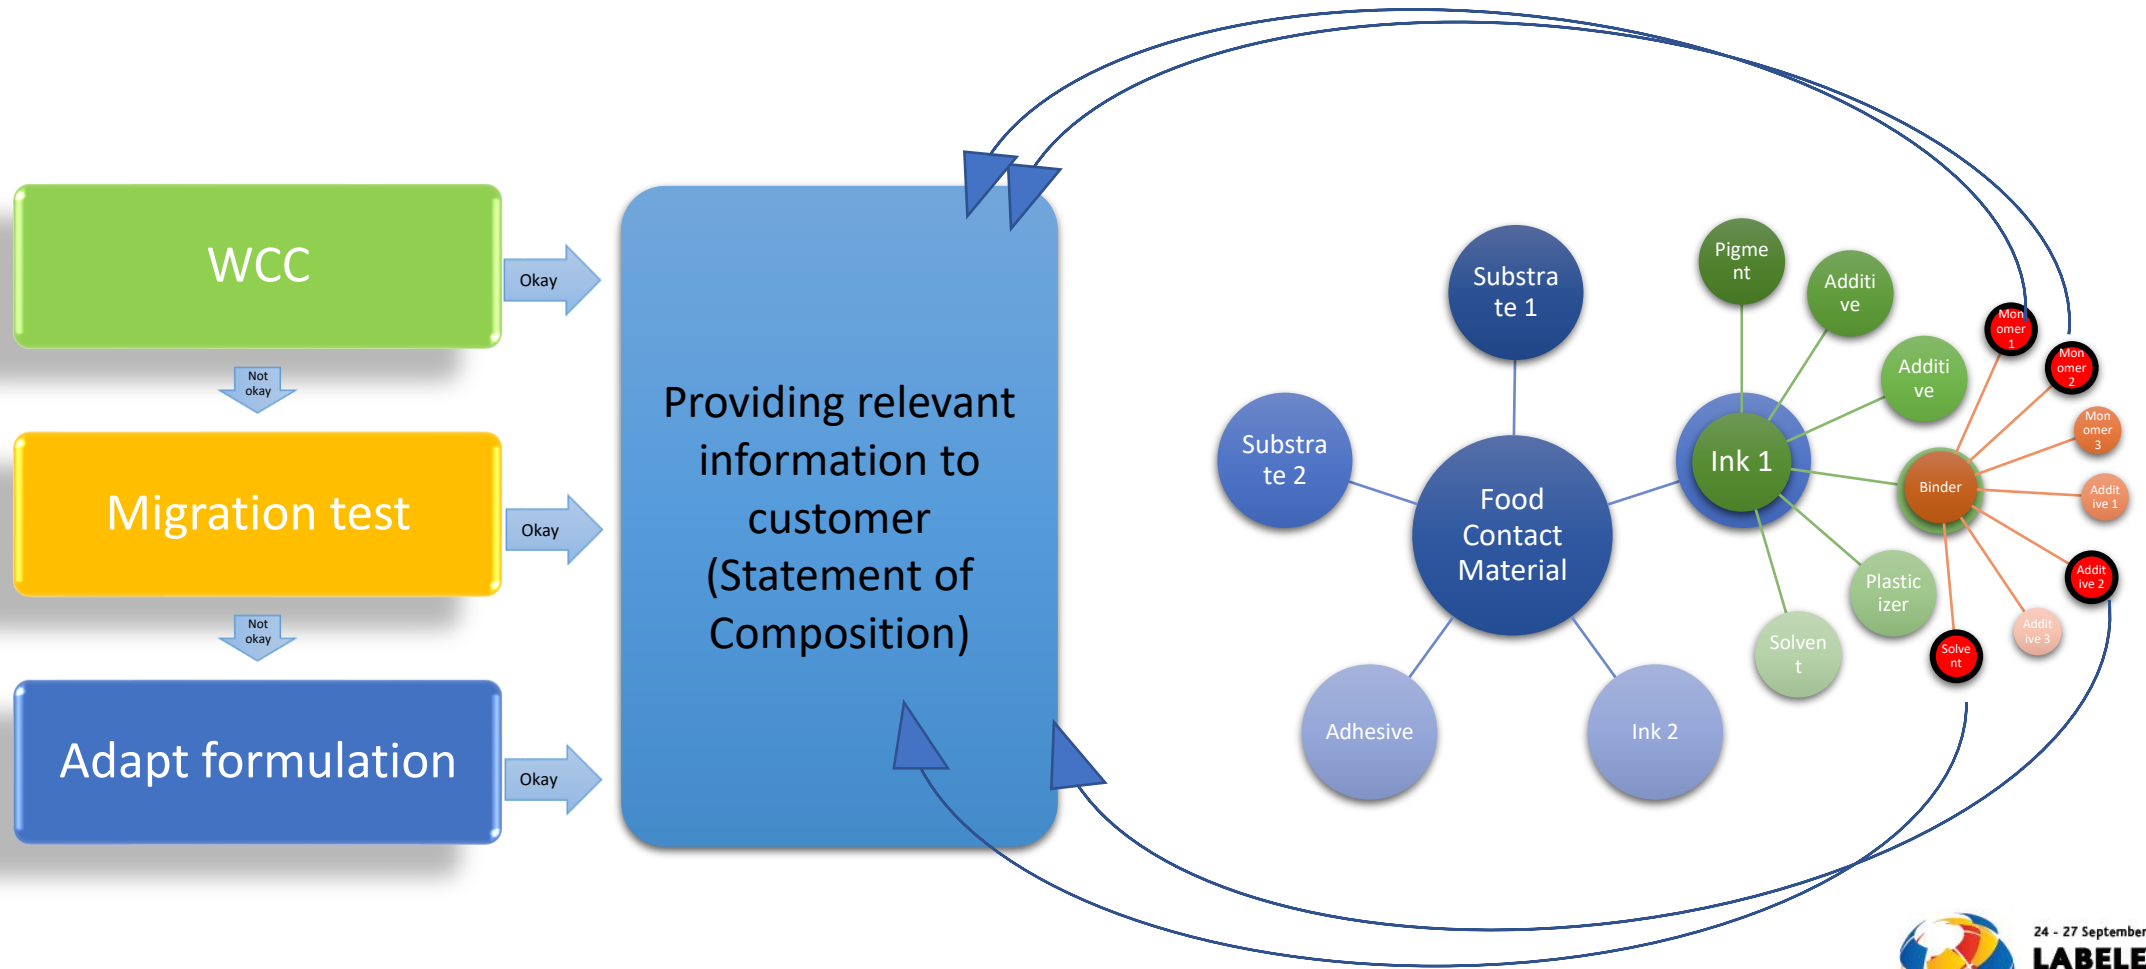 WCC
Okay
Not
okay
Migration test
Okay
Not
okay
Adapt formulation
Okay
Providing relevant
information to
customer
(Statement of
Composition)
Substra
te 1
Substra
te 2
Food
Contact
Material
Adhesive
Ink 2
Ink 1
Pigme
nt
Additi
ve
Additi
ve
Binder
Plastic
izer
Solven
t
Mon
omer
1
Mon
omer
2
Mon
omer
3
Addit
ive 1
Addit
ive 2
Addit
ive 3
Solve
nt
24 - 27 September
LABELE